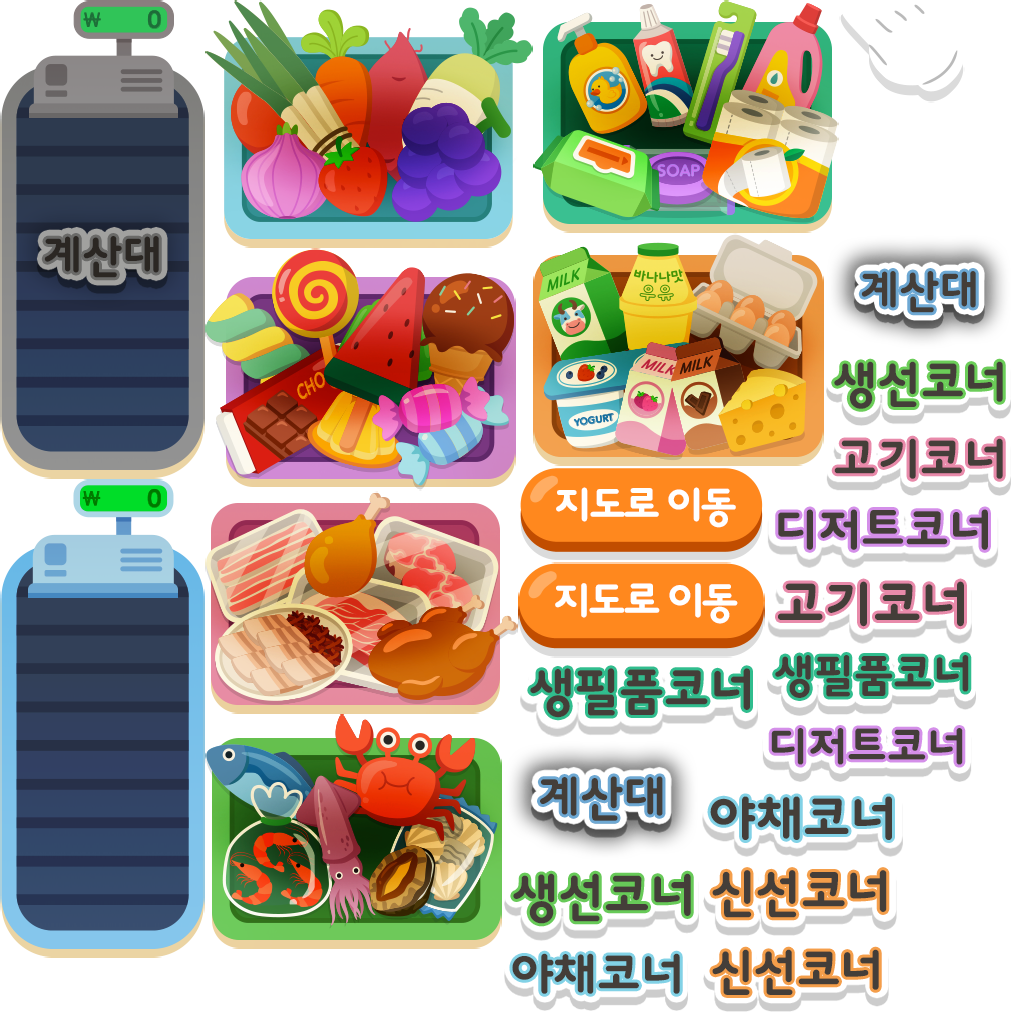 ₩ 0
계산대
SOAP
CHO
MILK
바나나맛
우유
YOGURT
MILK
MILK
계산대
생선코너
고기코너
₩ 0
지도로 이동
디저트코너
지도로 이동
고기코너
생필품코너
생필품코너
디저트코너
계산대
야채코너
생선코너
신선코너
야채코너
신선코너